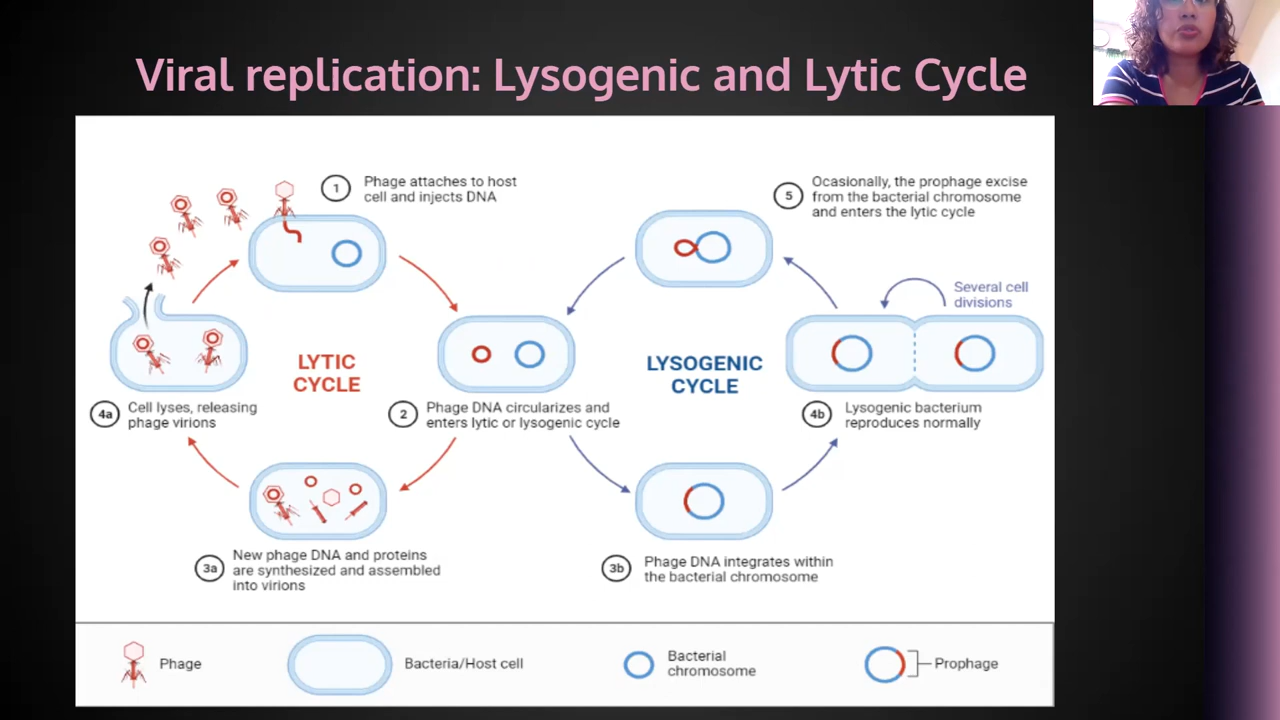 Viral replication: Lysogenic and Lytic Cycle
1
Phage attaches to host
cell and injects DNA
5
Ocasionally, the prophage excise
from the bacterial chromosome
and enters the lytic cycle
Several cell
divisions
LYTIC
CYCLE
LYSOGENIC
CYCLE
4a
Cell lyses, releasing
phage virions
2
Phage DNA circularizes and
enters lytic or lysogenic cycle
4b
Lysogenic bacterium
reproduces normally
3a
New phage DNA and proteins
are synthesized and assembled
into virions
3b
Phage DNA integrates within
the bacterial chromosome
Phage
Bacteria/Host cell
Bacterial
chromosome
Prophage